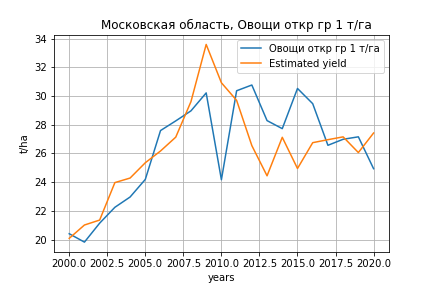 Московская область, Овощи откр гр 1 т/га
Овощи откр гр 1 т/га
Estimated yield
t/ha
34
32
30
28
26
24
22
20
2000.0 2002.5 2005.0 2007.5 2010.0 2012.5 2015.0 2017.5 2020.0
years